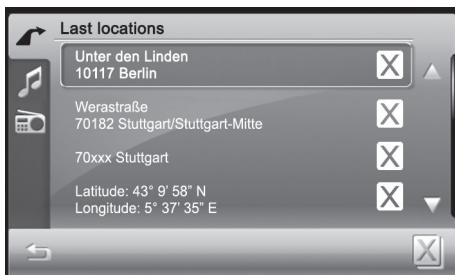 Last locations
Unter den Linden
10117 Berlin
X
Werastraße
70182 Stuttgart/Stuttgart-Mitte
X
70xxx Stuttgart
X
Latitude: 43° 9’ 58” N
Longitude: 5° 37’ 35” E
X
X